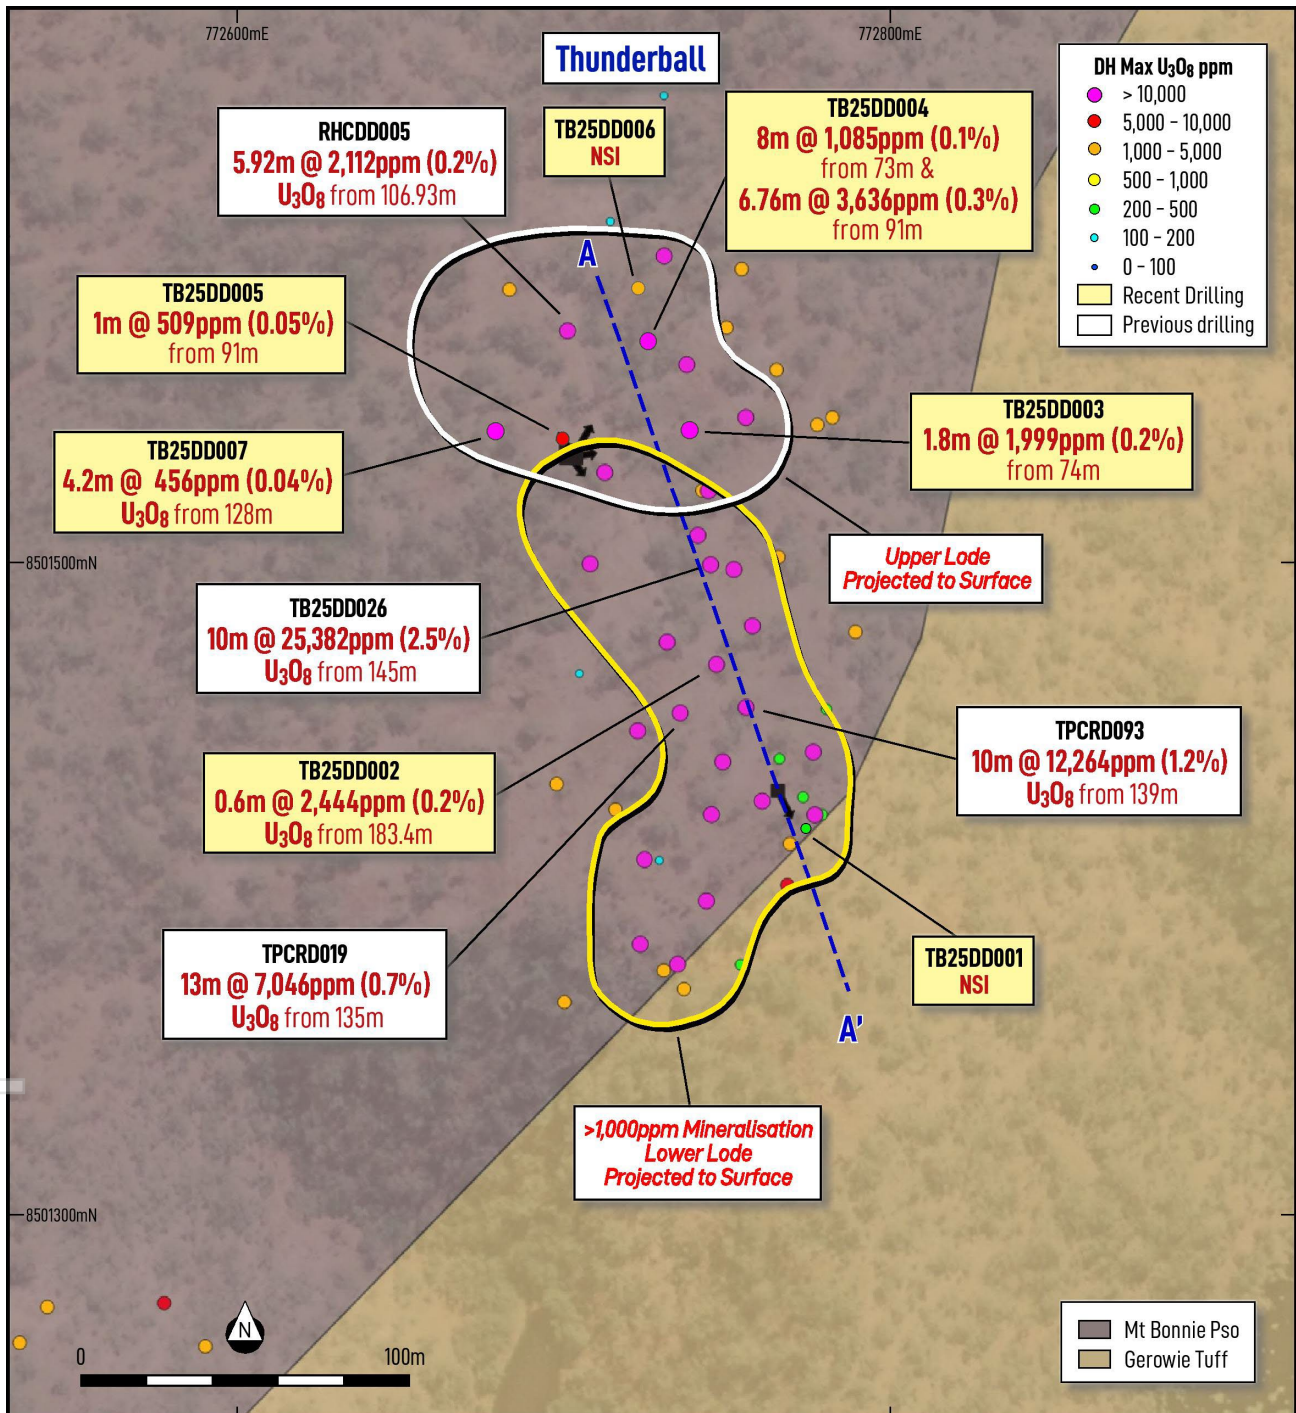 772600mE
772800mE
Thunderball
DH Max U₃O₈ ppm
> 10,000
5,000 - 10,000
1,000 - 5,000
500 - 1,000
200 - 500
100 - 200
0 - 100
Recent Drilling
Previous drilling
RHCDD005
5.92m @ 2,112ppm (0.2%)
U₃O₈ from 106.93m
TB25DD006
NSI
TB25DD004
8m @ 1,085ppm (0.1%)
from 73m &
6.76m @ 3,636ppm (0.3%)
from 91m
A
TB25DD005
1m @ 509ppm (0.05%)
from 91m
TB25DD003
1.8m @ 1,999ppm (0.2%)
from 74m
TB25DD007
4.2m @ 456ppm (0.04%)
U₃O₈ from 128m
8501500mN
Upper Lode
Projected to Surface
TB25DD026
10m @ 25,382ppm (2.5%)
U₃O₈ from 145m
TPCRD093
10m @ 12,264ppm (1.2%)
U₃O₈ from 139m
TB25DD002
0.6m @ 2,444ppm (0.2%)
U₃O₈ from 183.4m
TPCRD019
13m @ 7,046ppm (0.7%)
U₃O₈ from 135m
TB25DD001
NSI
A'
>1,000ppm Mineralisation
Lower Lode
Projected to Surface
8501300mN
N
0 100m
Mt Bonnie Pso
Gerowie Tuff